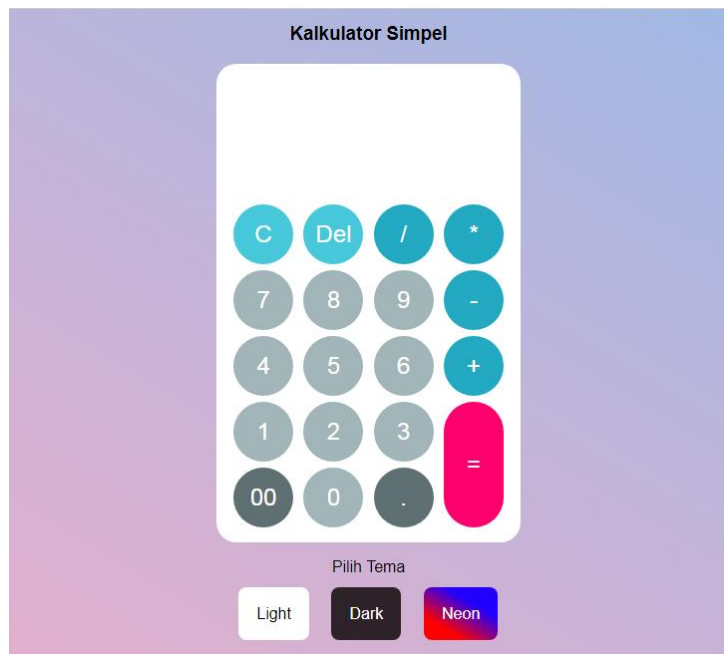 Kalkulator Simpel
C Del / *
7 8 9 -
4 5 6 +
1 2 3
=
00 0 .
Pilih Tema
Light Dark Neon